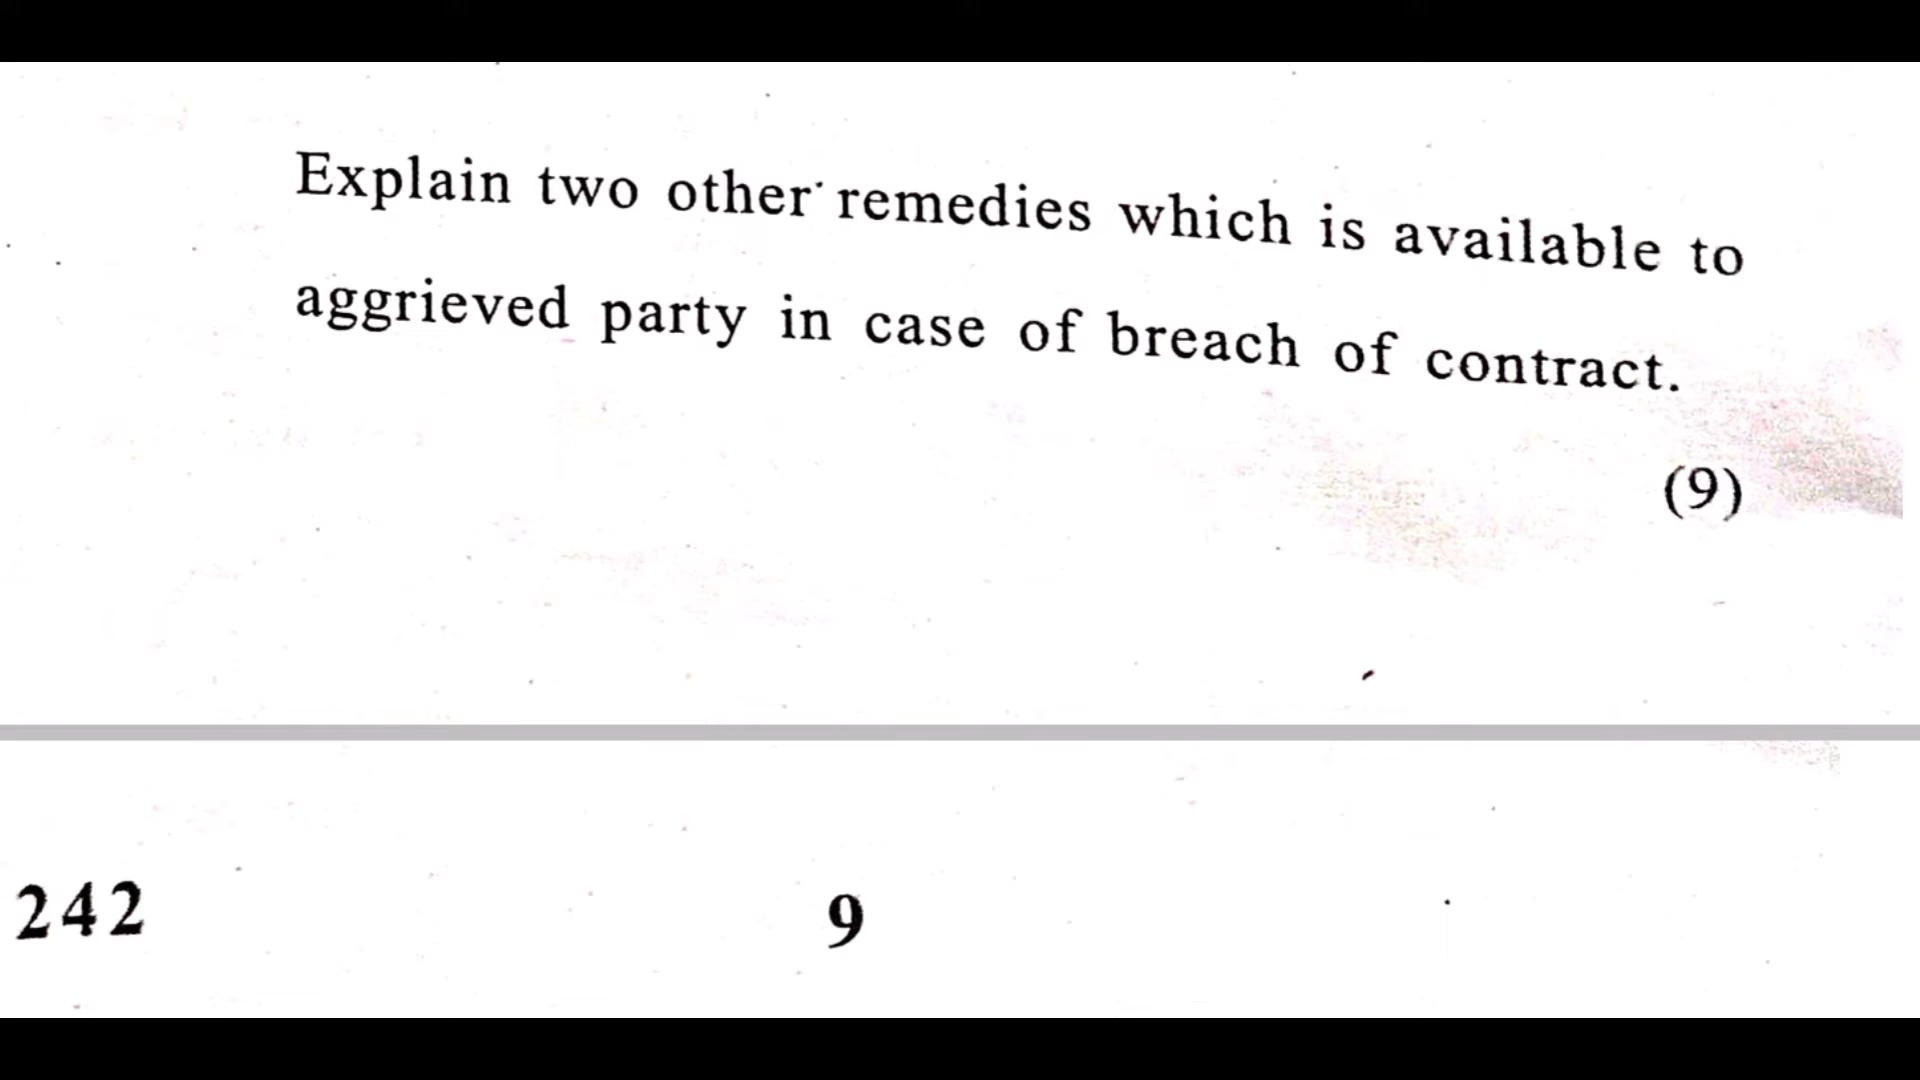 Explain two other remedies which is available to
aggrieved party in case of breach of contract.
(9)
242
9